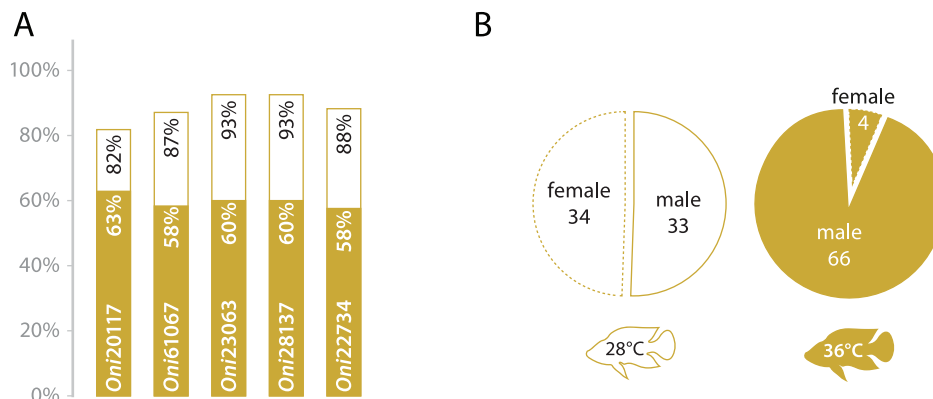 A
100%
80%
60%
40%
20%
0%
82%
63%
Oni20117
87%
58%
Oni61067
93%
60%
Oni23063
93%
60%
Oni28137
88%
58%
Oni22734
B
female
34
male
33
28°C
female
4
male
66
36°C